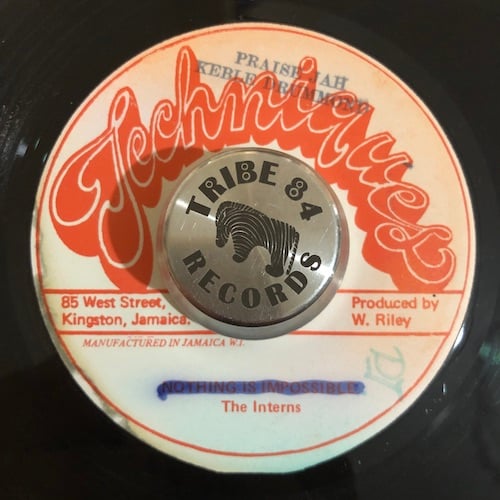 PRAISE JAH
KEBLE DRUMMOND
Techniques
TRIBE 84
RECORDS
85 West Street,
Kingston, Jamaica.
Produced by
W. Riley
MANUFACTURED IN JAMAICA W.I.
NOTHING IS IMPOSSIBLE
The Interns